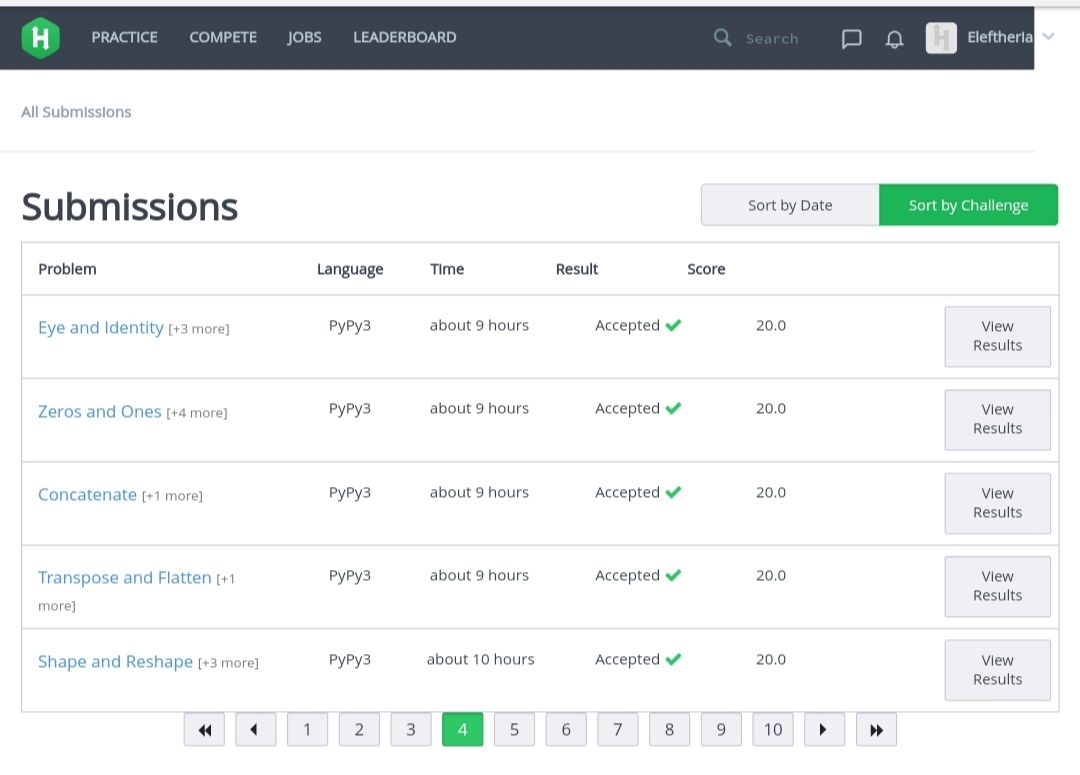 H PRACTICE COMPETE JOBS LEADERBOARD Search Eleftheria
All Submissions
Submissions
Sort by Date Sort by Challenge
Problem Language Time Result Score
Eye and Identity [+3 more] PyPy3 about 9 hours Accepted 20.0 View Results
Zeros and Ones [+4 more] PyPy3 about 9 hours Accepted 20.0 View Results
Concatenate [+1 more] PyPy3 about 9 hours Accepted 20.0 View Results
Transpose and Flatten [+1 more] PyPy3 about 9 hours Accepted 20.0 View Results
Shape and Reshape [+3 more] PyPy3 about 10 hours Accepted 20.0 View Results
1 2 3 4 5 6 7 8 9 10